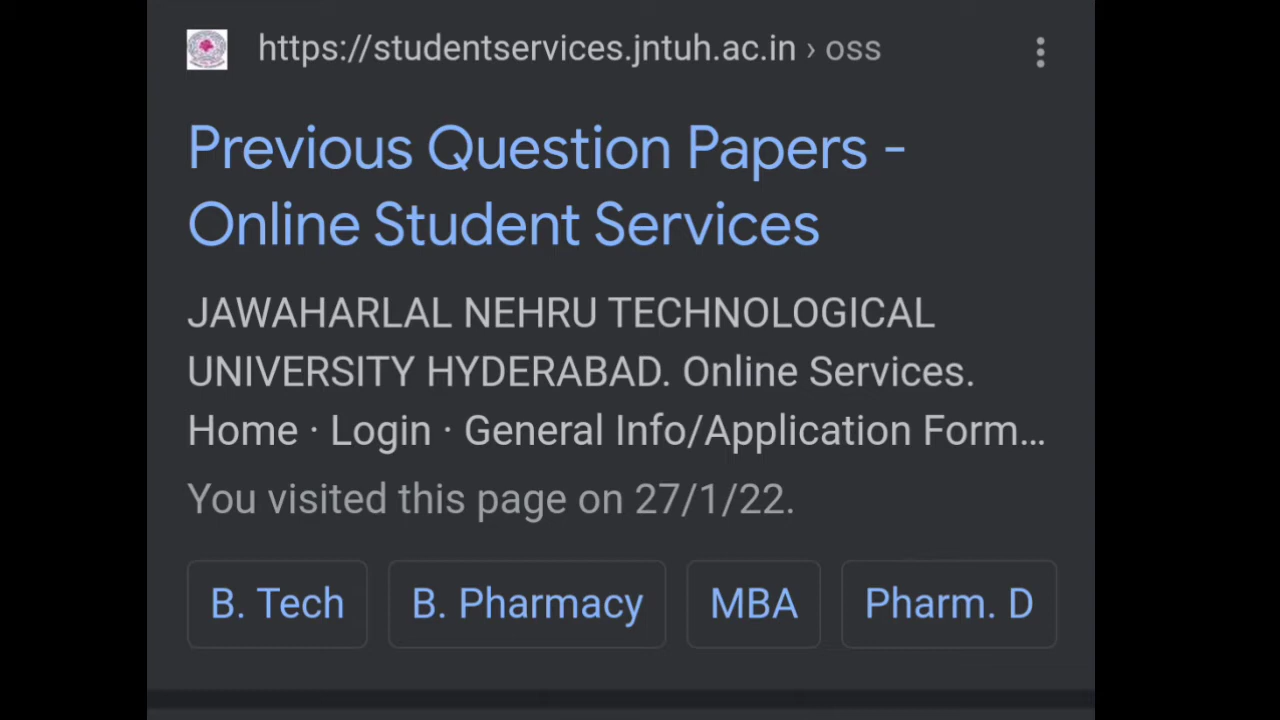 https://studentservices.jntuh.ac.in › oss
Previous Question Papers -
Online Student Services
JAWAHARLAL NEHRU TECHNOLOGICAL
UNIVERSITY HYDERABAD. Online Services.
Home · Login · General Info/Application Form...
You visited this page on 27/1/22.
B. Tech B. Pharmacy MBA Pharm. D